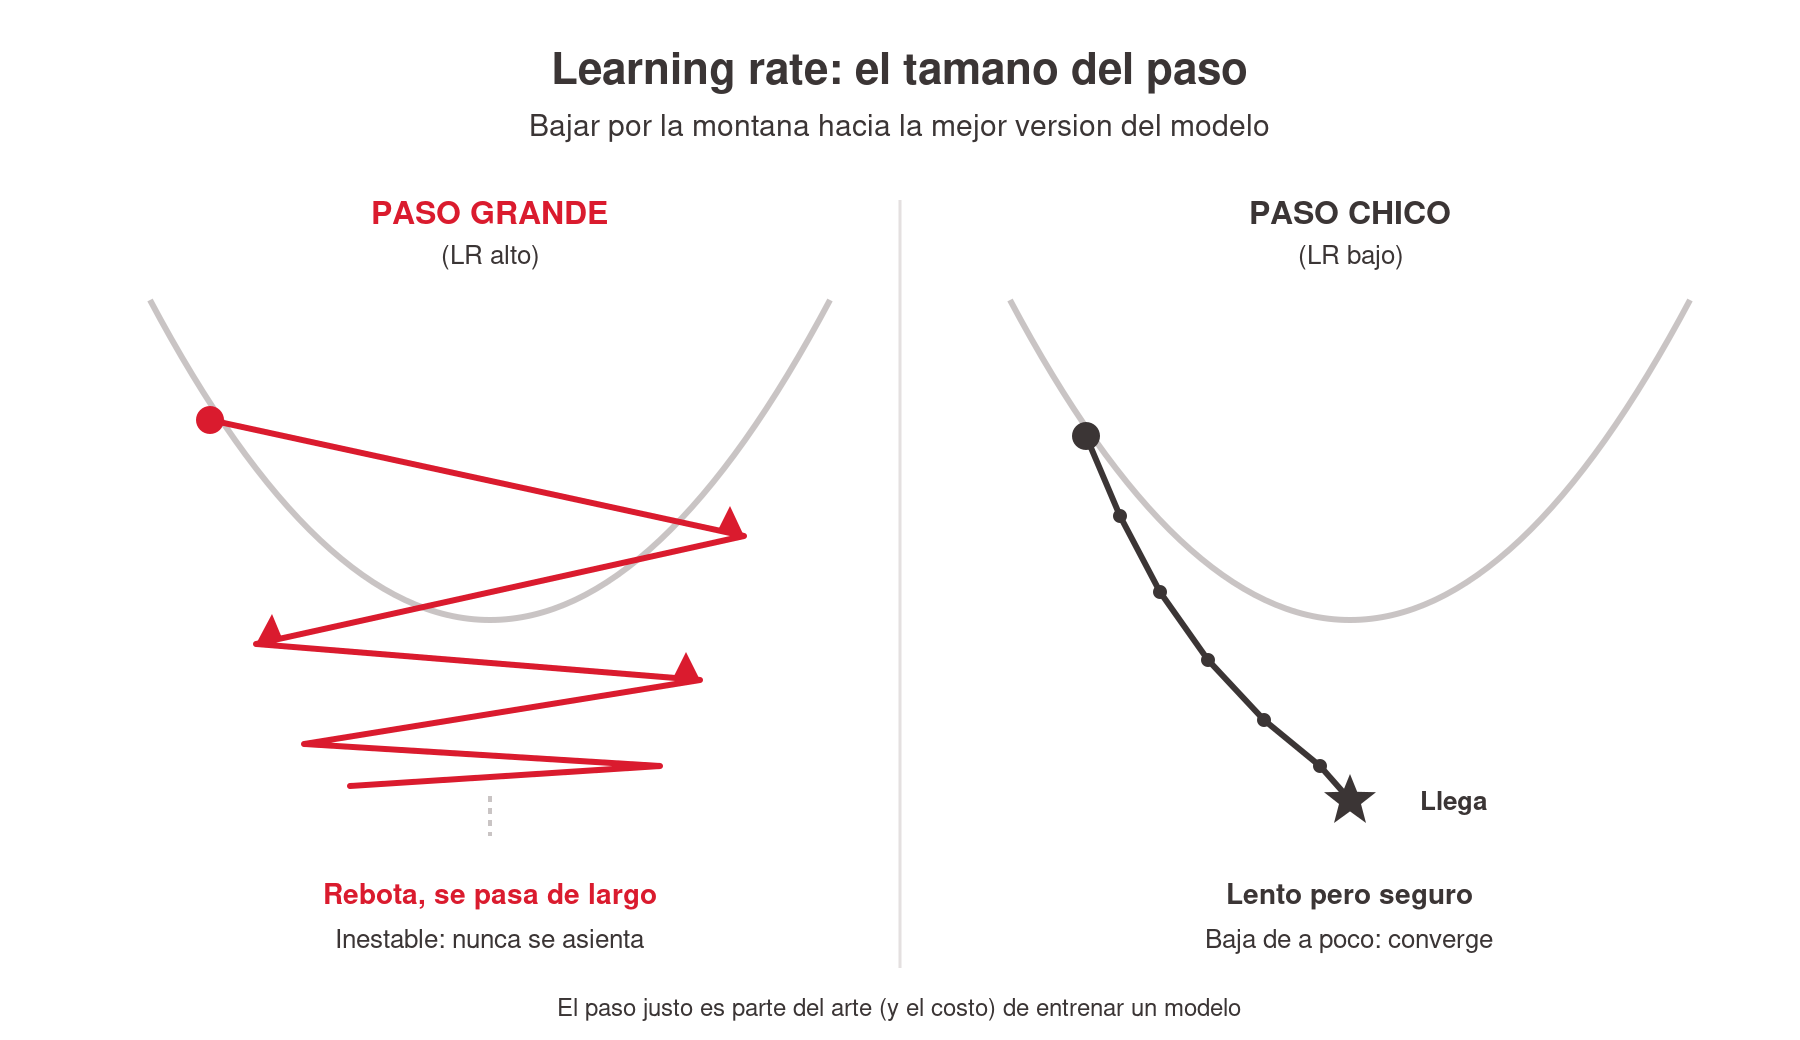 Learning rate: el tamano del paso
Bajar por la montana hacia la mejor version del modelo
PASO GRANDE
(LR alto)
Rebota, se pasa de largo
Inestable: nunca se asienta
PASO CHICO
(LR bajo)
Llega
Lento pero seguro
Baja de a poco: converge
El paso justo es parte del arte (y el costo) de entrenar un modelo